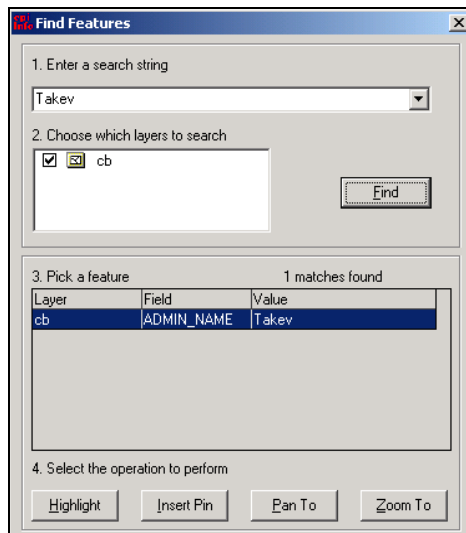 Find Features
1. Enter a search string
Takev
2. Choose which layers to search
cb
Find
3. Pick a feature 1 matches found
Layer Field Value
cb ADMIN_NAME Takev
4. Select the operation to perform
Highlight Insert Pin Pan To Zoom To